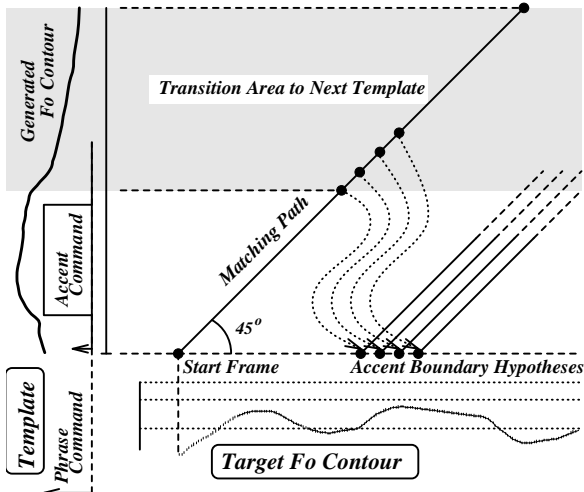 Generated
Fo Contour
Transition Area to Next Template
Accent
Command
Matching Path
45o
Start Frame
Accent Boundary Hypotheses
Template
Phrase
Command
Target Fo Contour